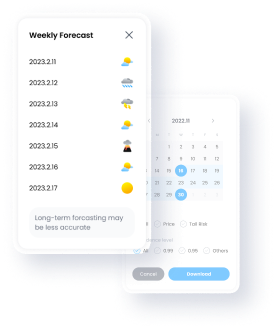 Weekly Forecast
2023.2.11
2023.2.12
2023.2.13
2023.2.14
2023.2.15
2023.2.16
2023.2.17
Long-term forcasting may
be less accurate
2022.11
1 2 3 4 5
7 8 9 10 11 12
14 15 16 17 18 19
21 22 23 24 25 26
28 29 30
Price Tail Risk
All 0.99 0.95 Others
Cancel Download